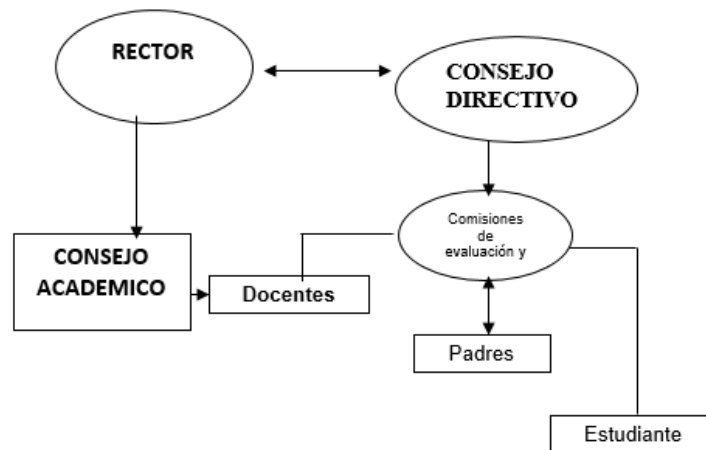 RECTOR
CONSEJO
DIRECTIVO
Comisiones
de
evaluación y
CONSEJO
ACADEMICO
Docentes
Padres
Estudiante